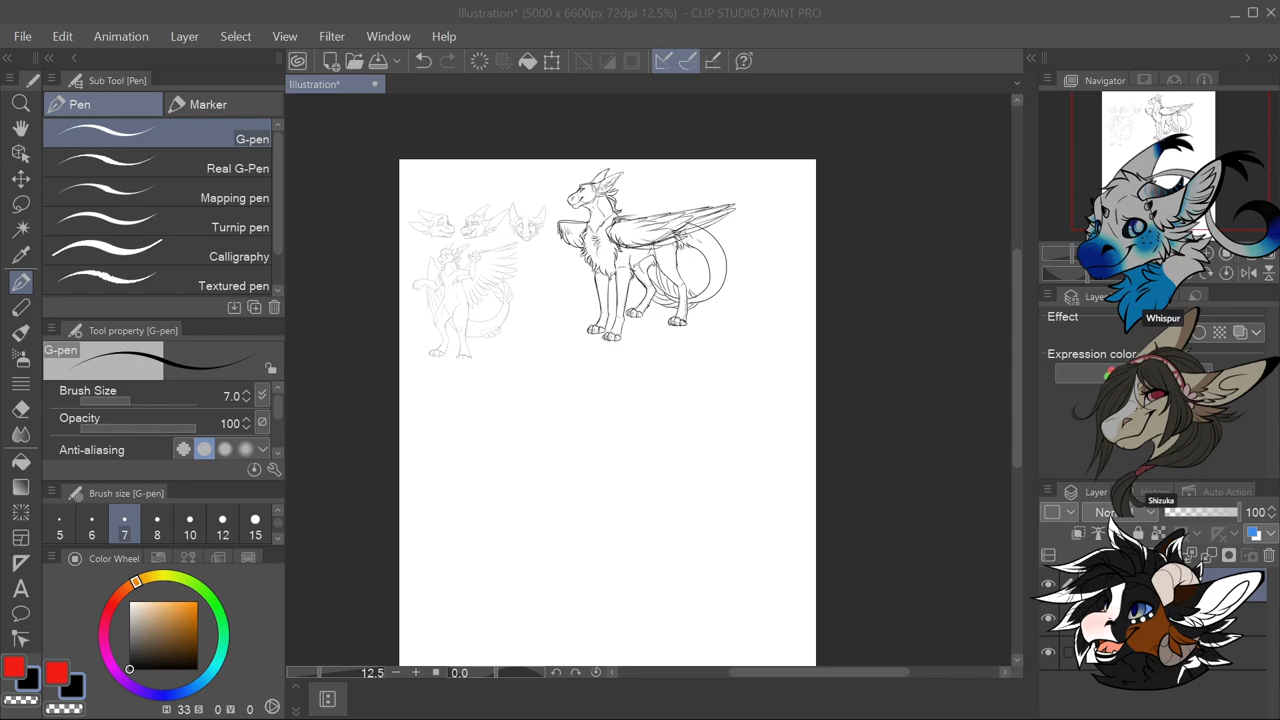 Illustration* (5000 x 6600px 72dpi 12.5%) - CLIP STUDIO PAINT PRO
File Edit Animation Layer Select View Filter Window Help
Sub Tool [Pen]
Illustration*
Navigator
Pen
Marker
G-pen
Real G-Pen
Mapping pen
Turnip pen
Calligraphy
Textured pen
Tool property [G-pen]
G-pen
Brush Size 7.0
Opacity 100
Anti-aliasing
Brush size [G-pen]
5 6 7 8 10 12 15
Color Wheel
H 33 S 0 V 0
12.5 0.0
Whispur
Effect
Expression color
Shizuka
Layer Auto Action
100